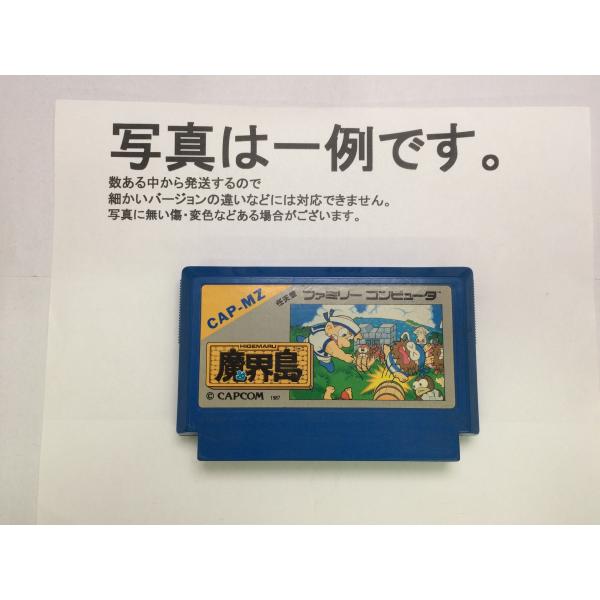 写真は一例です。
数ある中から発送するので
細かいバージョンの違いなどには対応できません。
写真に無い傷・変色などある場合がございます。
CAP-MZ
任天堂 ファミリー コンピュータ
HIGEMARU
魔界島
© CAPCOM 1987